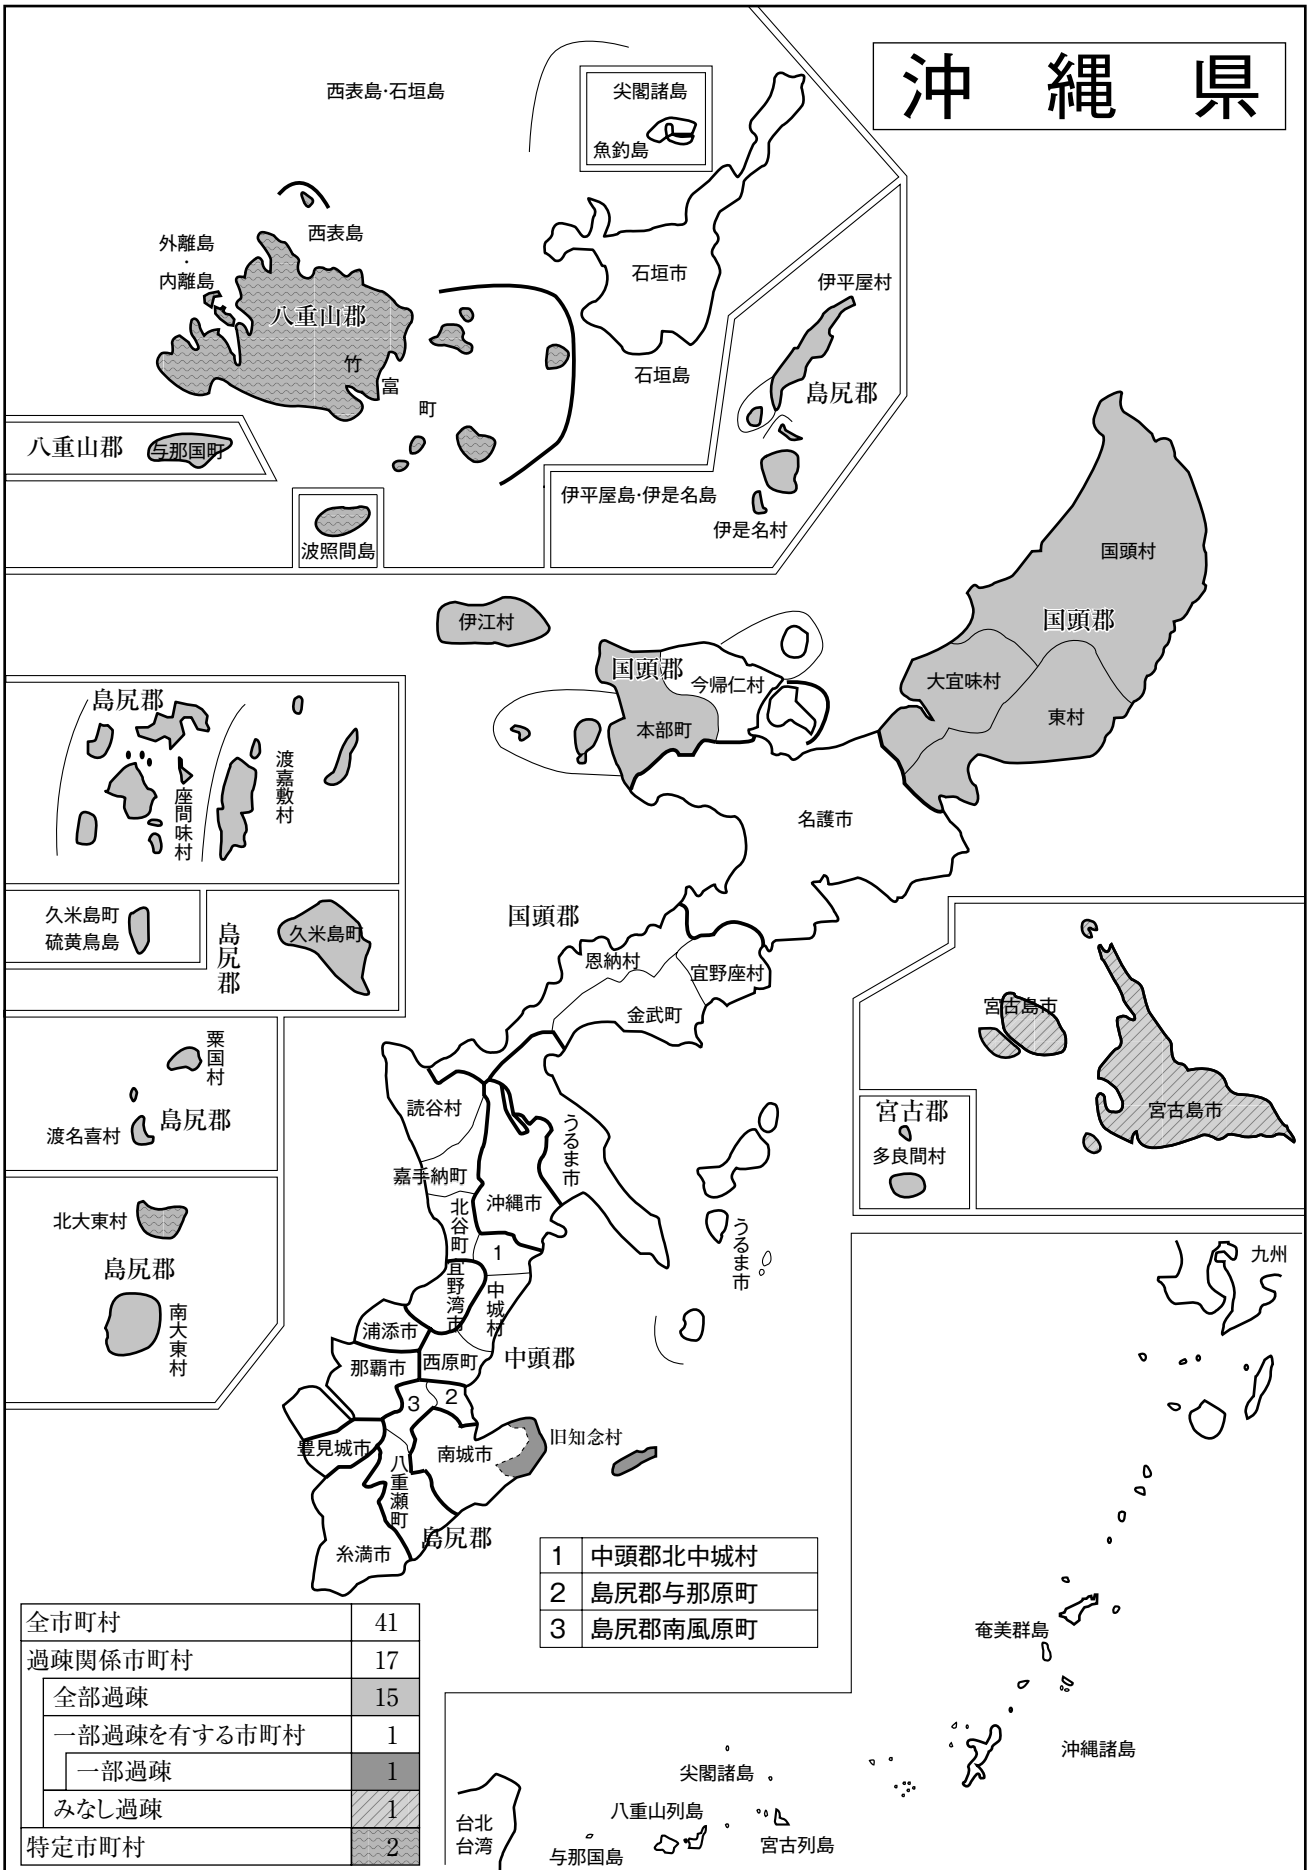 沖縄県
西表島・石垣島
尖閣諸島
魚釣島
外離島
・
内離島
西表島
八重山郡
竹富町
石垣市
石垣島
八重山郡
与那国町
波照間島
伊平屋村
島尻郡
伊平屋島・伊是名島
伊是名村
国頭村
国頭郡
大宜味村
東村
伊江村
国頭郡
今帰仁村
本部町
名護市
島尻郡
座間味村
渡嘉敷村
久米島町
硫黄鳥島
島尻郡
久米島町
粟国村
渡名喜村
島尻郡
北大東村
島尻郡
南大東村
国頭郡
恩納村
宜野座村
金武町
読谷村
嘉手納町
北谷町
沖縄市
うるま市
うるま市
1
宜野湾市
中城村
浦添市
那覇市
西原町
中頭郡
3
2
豊見城市
南城市
旧知念村
八重瀬町
島尻郡
糸満市
宮古島市
宮古島市
宮古郡
多良間村
九州
奄美群島
沖縄諸島
尖閣諸島
八重山列島
与那国島
宮古列島
台北
台湾
1 中頭郡北中城村
2 島尻郡与那原町
3 島尻郡南風原町
全市町村 41
過疎関係市町村 17
全部過疎 15
一部過疎を有する市町村 1
一部過疎 1
みなし過疎 1
特定市町村 2